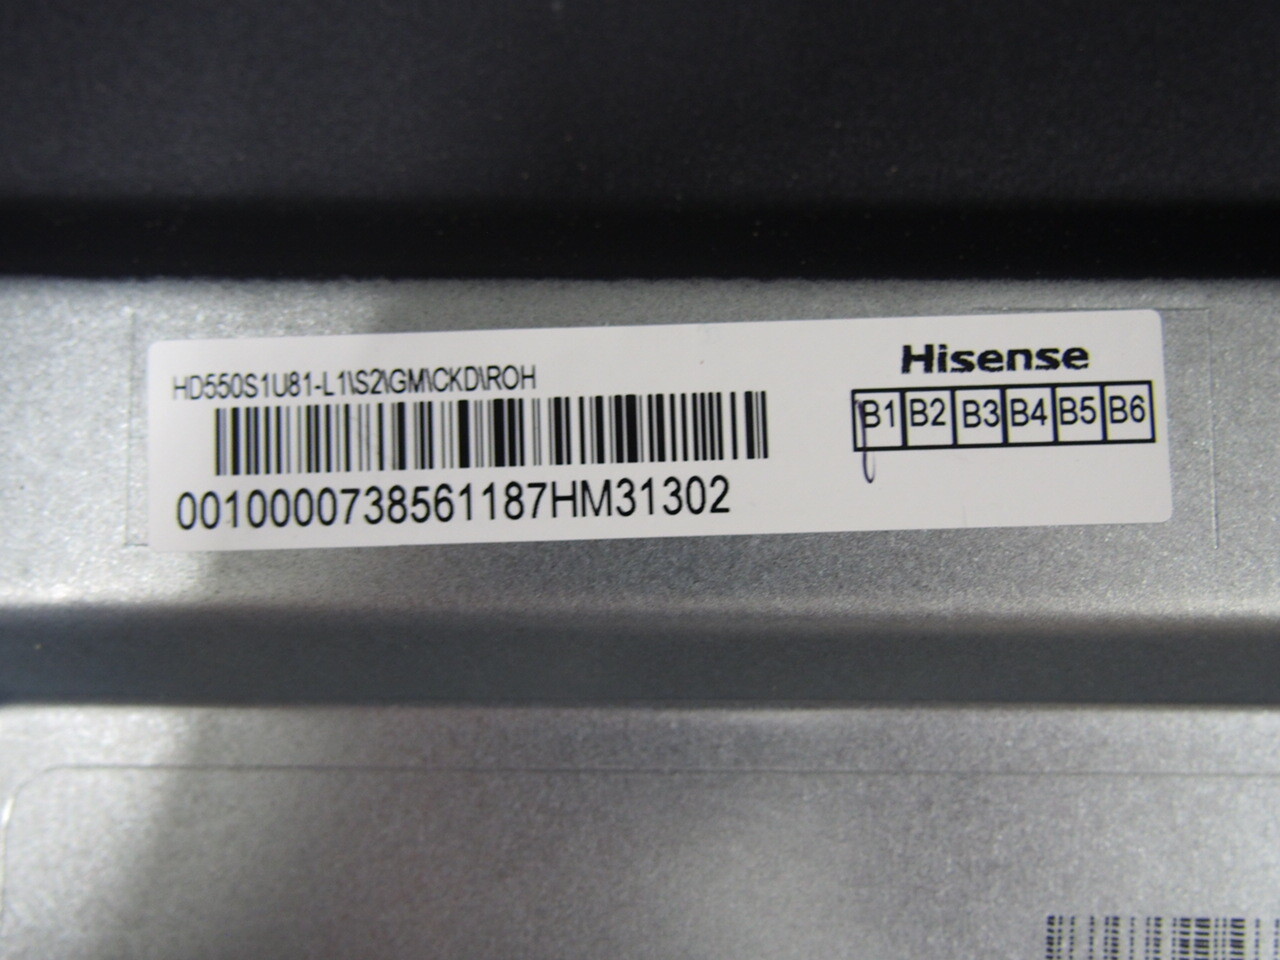 Hisense
HD550S1U81-L1\S2\GM\CKD\ROH
B1 B2 B3 B4 B5 B6
0010000738561187HM31302